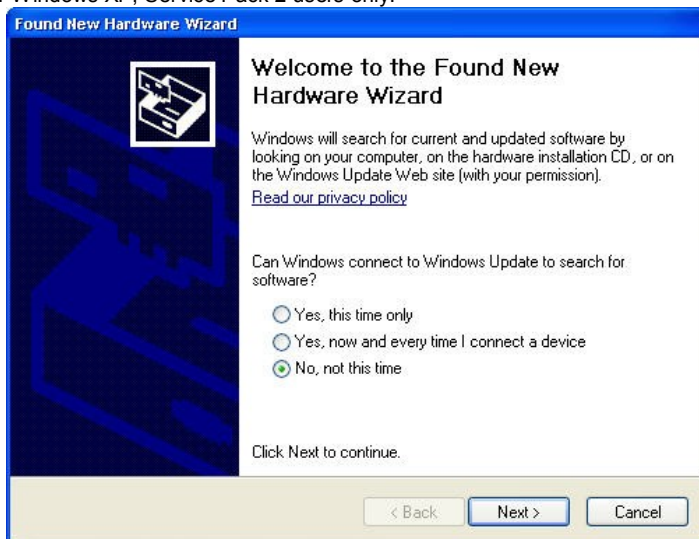 Windows XP, Service Pack 2 users only.
Found New Hardware Wizard
Welcome to the Found New
Hardware Wizard
Windows will search for current and updated software by
looking on your computer, on the hardware installation CD, or on
the Windows Update Web site (with your permission).
Read our privacy policy
Can Windows connect to Windows Update to search for
software?
Yes, this time only
Yes, now and every time I connect a device
No, not this time
Click Next to continue.
< Back
Next >
Cancel